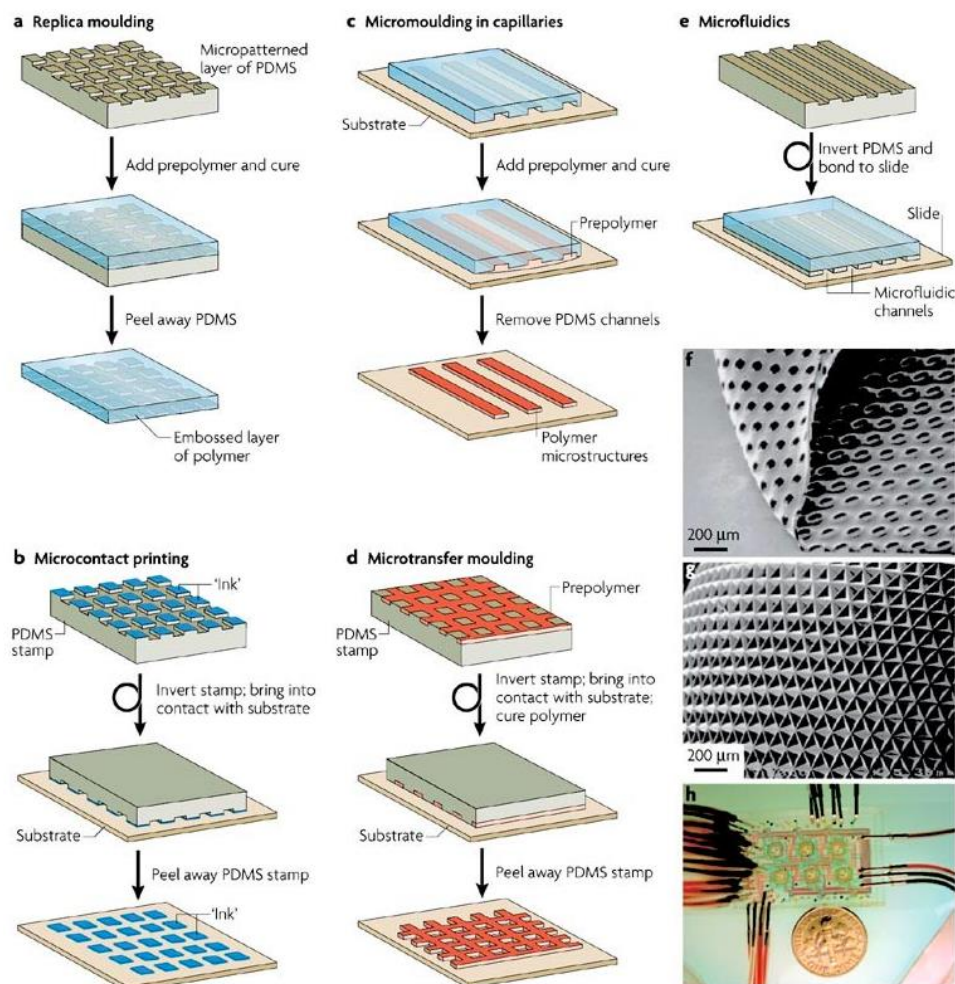 a Replica moulding
Micropatterned
layer of PDMS
Add prepolymer and cure
Peel away PDMS
Embossed layer
of polymer
b Microcontact printing
‘Ink’
PDMS
stamp
Invert stamp; bring into
contact with substrate
Substrate
Peel away PDMS stamp
‘Ink’
c Micromoulding in capillaries
Substrate
Add prepolymer and cure
Prepolymer
Remove PDMS channels
Polymer
microstructures
d Microtransfer moulding
Prepolymer
PDMS
stamp
Invert stamp; bring into
contact with substrate;
cure polymer
Substrate
Peel away PDMS stamp
e Microfluidics
Invert PDMS and
bond to slide
Slide
Microfluidic
channels
f
200 μm
g
200 μm
h